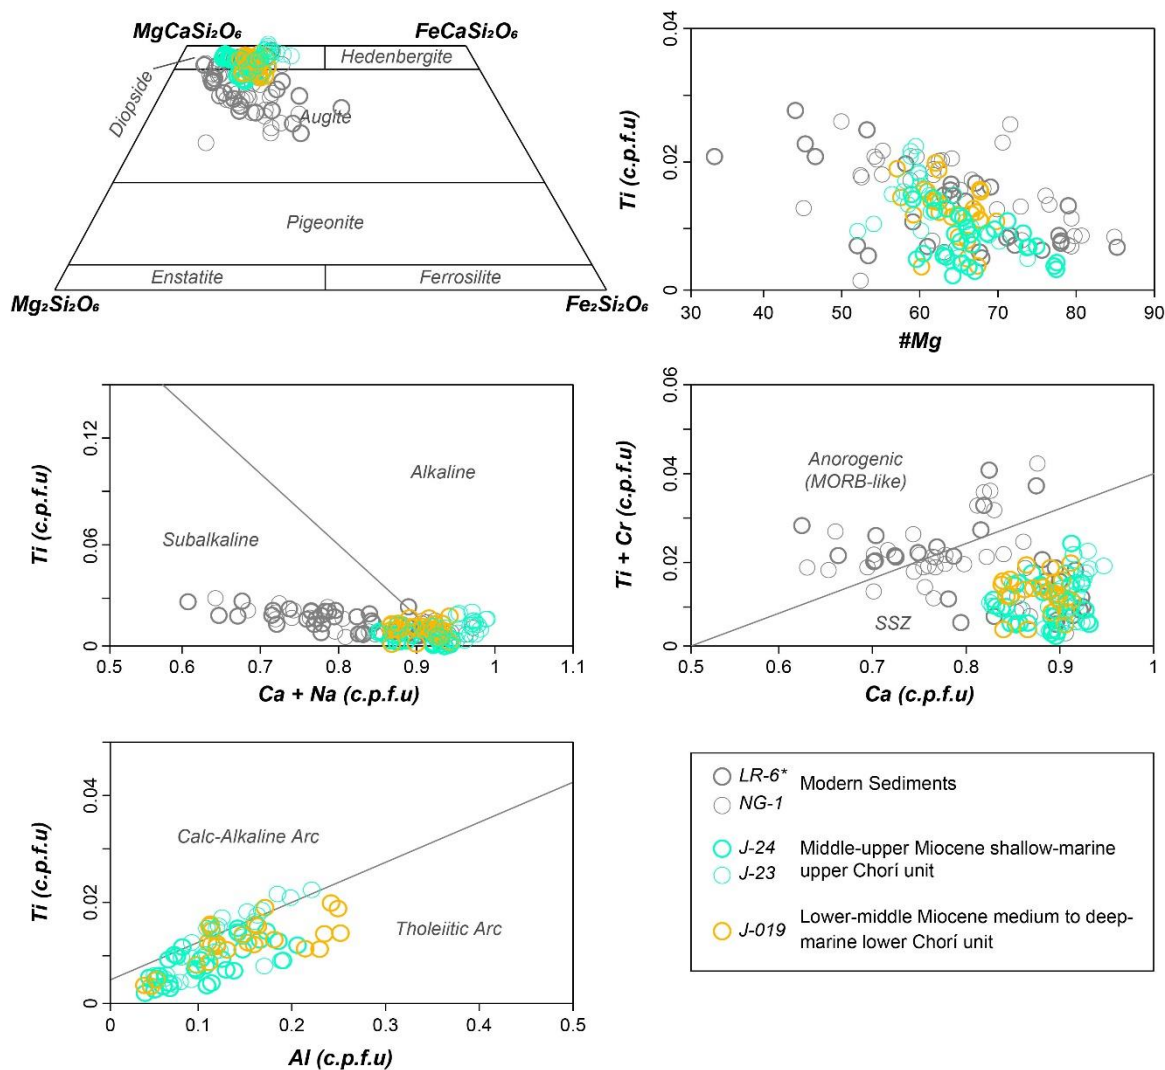 MgCaSi₂O₆
FeCaSi₂O₆
Diopside
Hedenbergite
Augite
Pigeonite
Enstatite
Ferrosilite
Mg₂Si₂O₆
Fe₂Si₂O₆
Ti (c.p.f.u)
0.04
0.02
0
30
40
50
60
70
80
90
#Mg
Ti (c.p.f.u)
0.12
0.06
0
Alkaline
Subalkaline
0.5
0.6
0.7
0.8
0.9
1
1.1
Ca + Na (c.p.f.u)
Ti + Cr (c.p.f.u)
0.06
0.04
0.02
0
Anorogenic
(MORB-like)
SSZ
0.5
0.7
0.8
0.9
1
Ca (c.p.f.u)
Ti (c.p.f.u)
0.04
0.02
0
Calc-Alkaline Arc
Tholeiitic Arc
0
0.1
0.2
0.3
0.4
0.5
Al (c.p.f.u)
LR-6*
NG-1
Modern Sediments
J-24
J-23
Middle-upper Miocene shallow-marine
upper Chorí unit
J-019
Lower-middle Miocene medium to deep-
marine lower Chorí unit